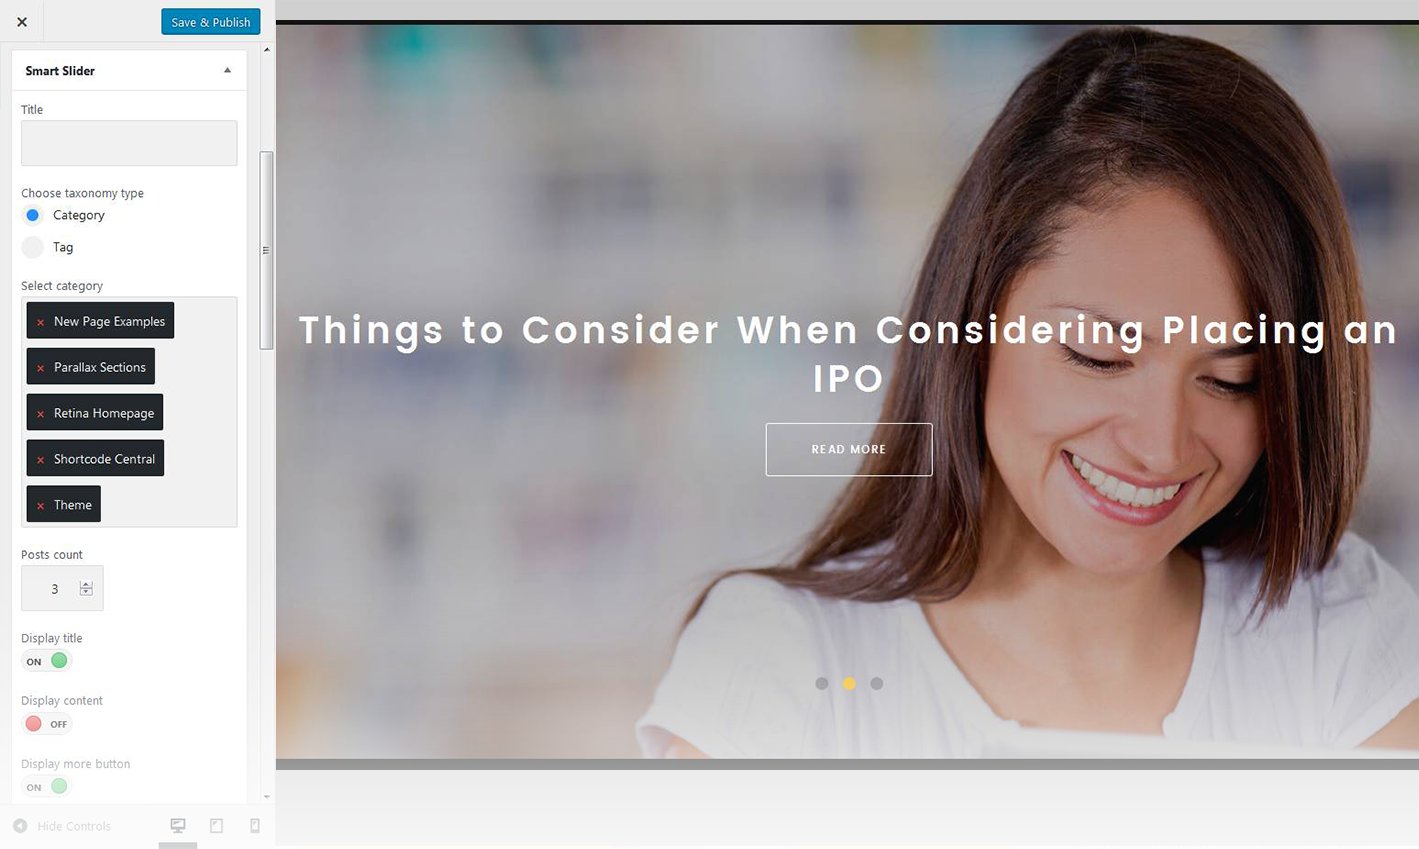 Save & Publish
Smart Slider
Title
Choose taxonomy type
Category
Tag
Select category
× New Page Examples
× Parallax Sections
× Retina Homepage
× Shortcode Central
× Theme
Posts count
3
Display title
ON
Display content
OFF
Display more button
ON
Hide Controls
Things to Consider When Considering Placing an
IPO
READ MORE